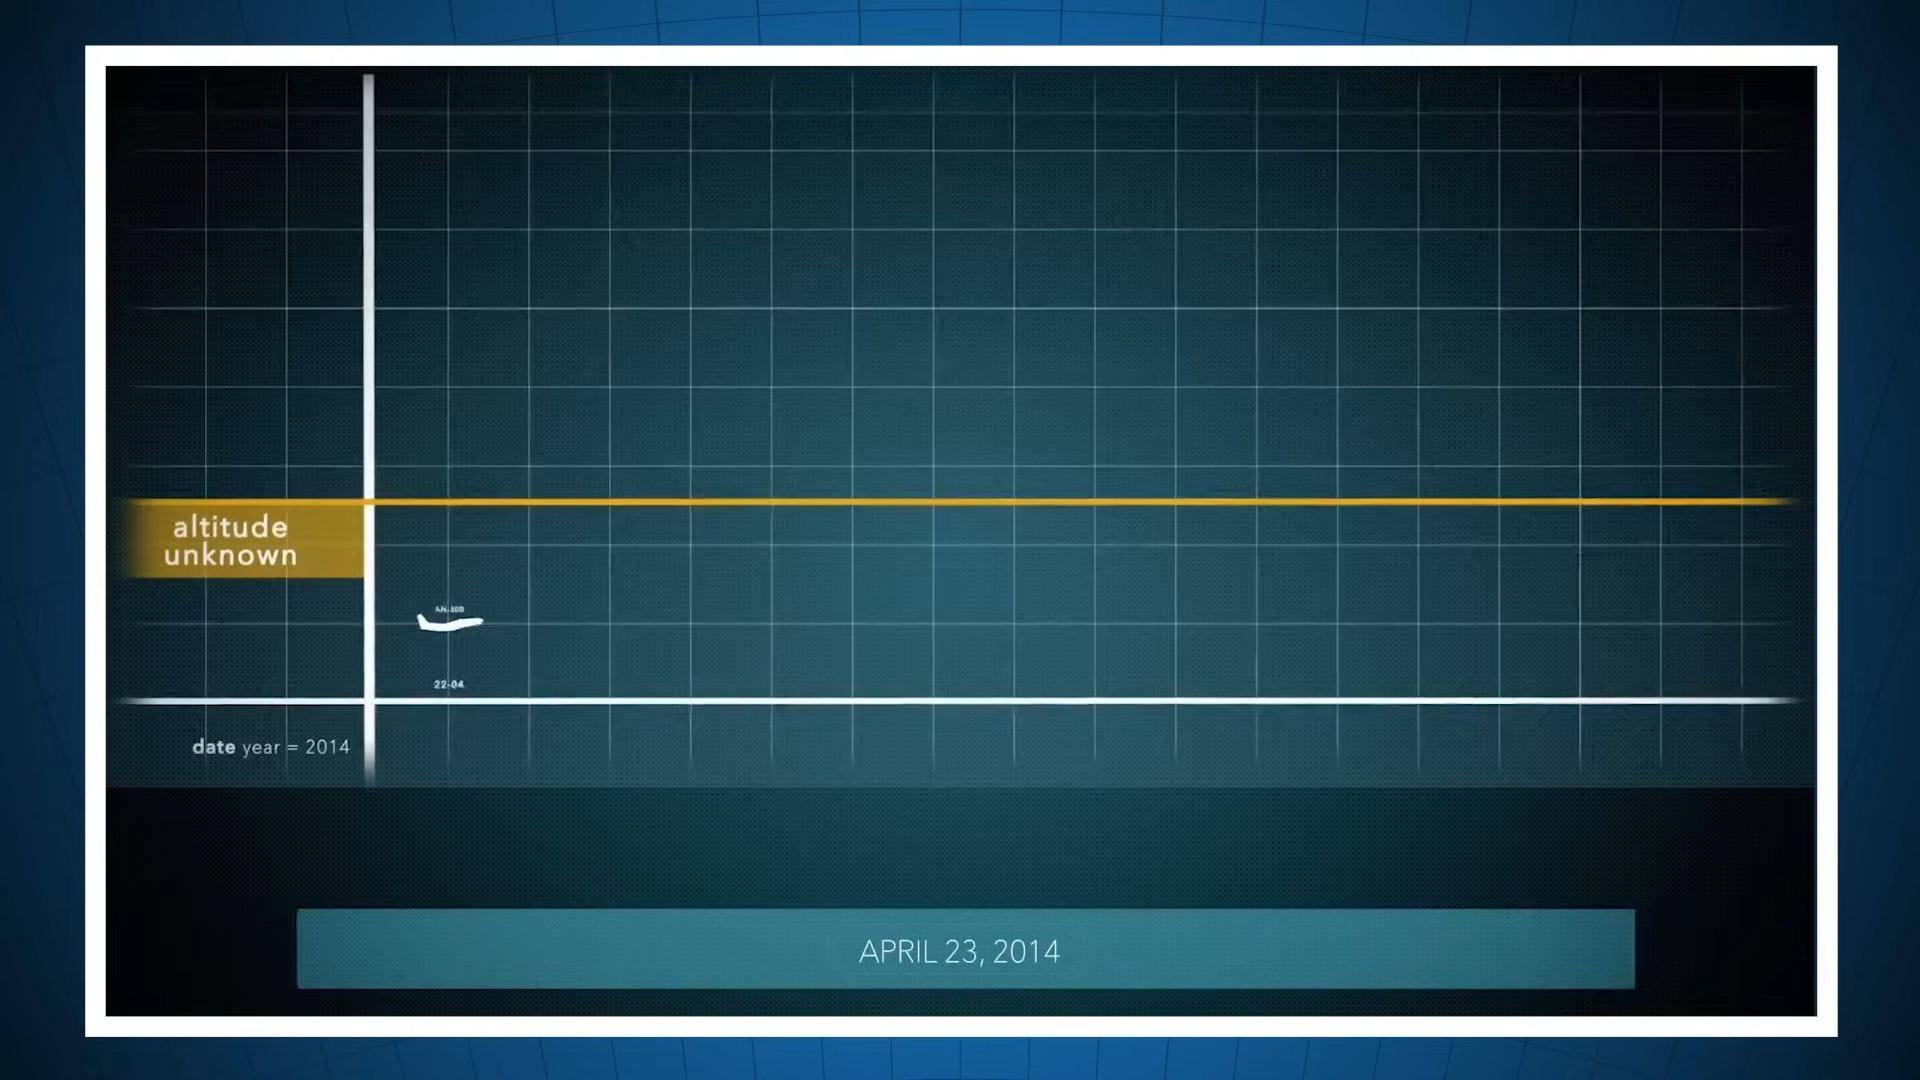 altitude
unknown
22-04
date year = 2014
APRIL 23, 2014